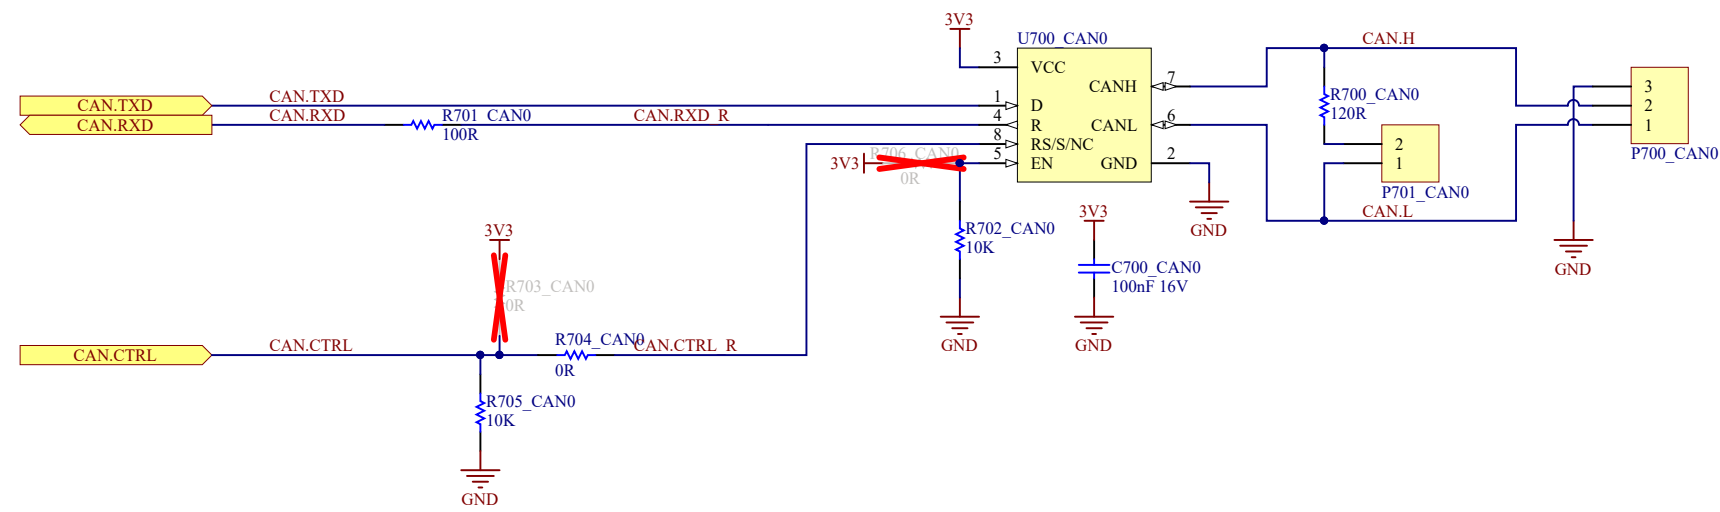 3V3
U700_CAN0
CAN.H
3
VCC
7
CANH
3
CAN.TXD
CAN.TXD
1
D
R700_CAN0
120R
2
CAN.RXD
CAN.RXD
R701_CAN0
100R
CAN.RXD_R
4
R
6
CANL
1
8
RS/S/NC
2
P700_CAN0
R706_CAN0
3V3
0R
5
EN
2
GND
1
P701_CAN0
3V3
CAN.L
GND
R702_CAN0
10K
3V3
C700_CAN0
100nF 16V
GND
R703_CAN0
0R
GND
GND
CAN.CTRL
CAN.CTRL
R704_CAN0
0R
CAN.CTRL_R
R705_CAN0
10K
GND